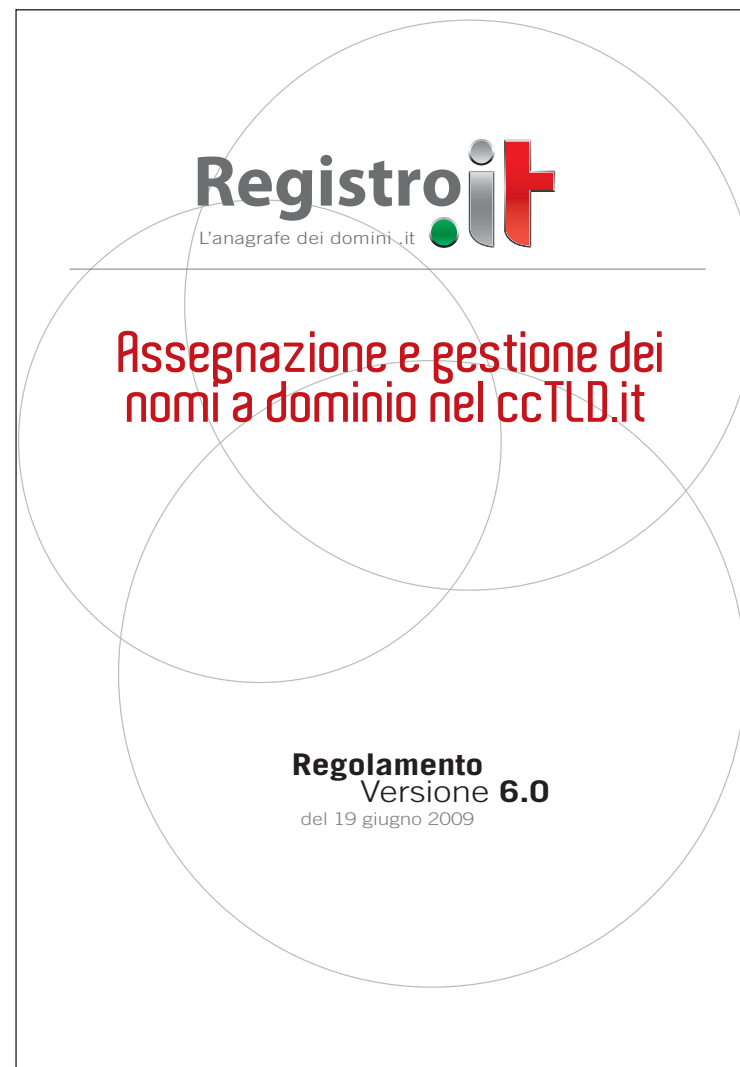 Registro.it
L'anagrafe dei domini .it
Assegnazione e gestione dei
nomi a dominio nel ccTLD.it
Regolamento
Versione 6.0
del 19 giugno 2009